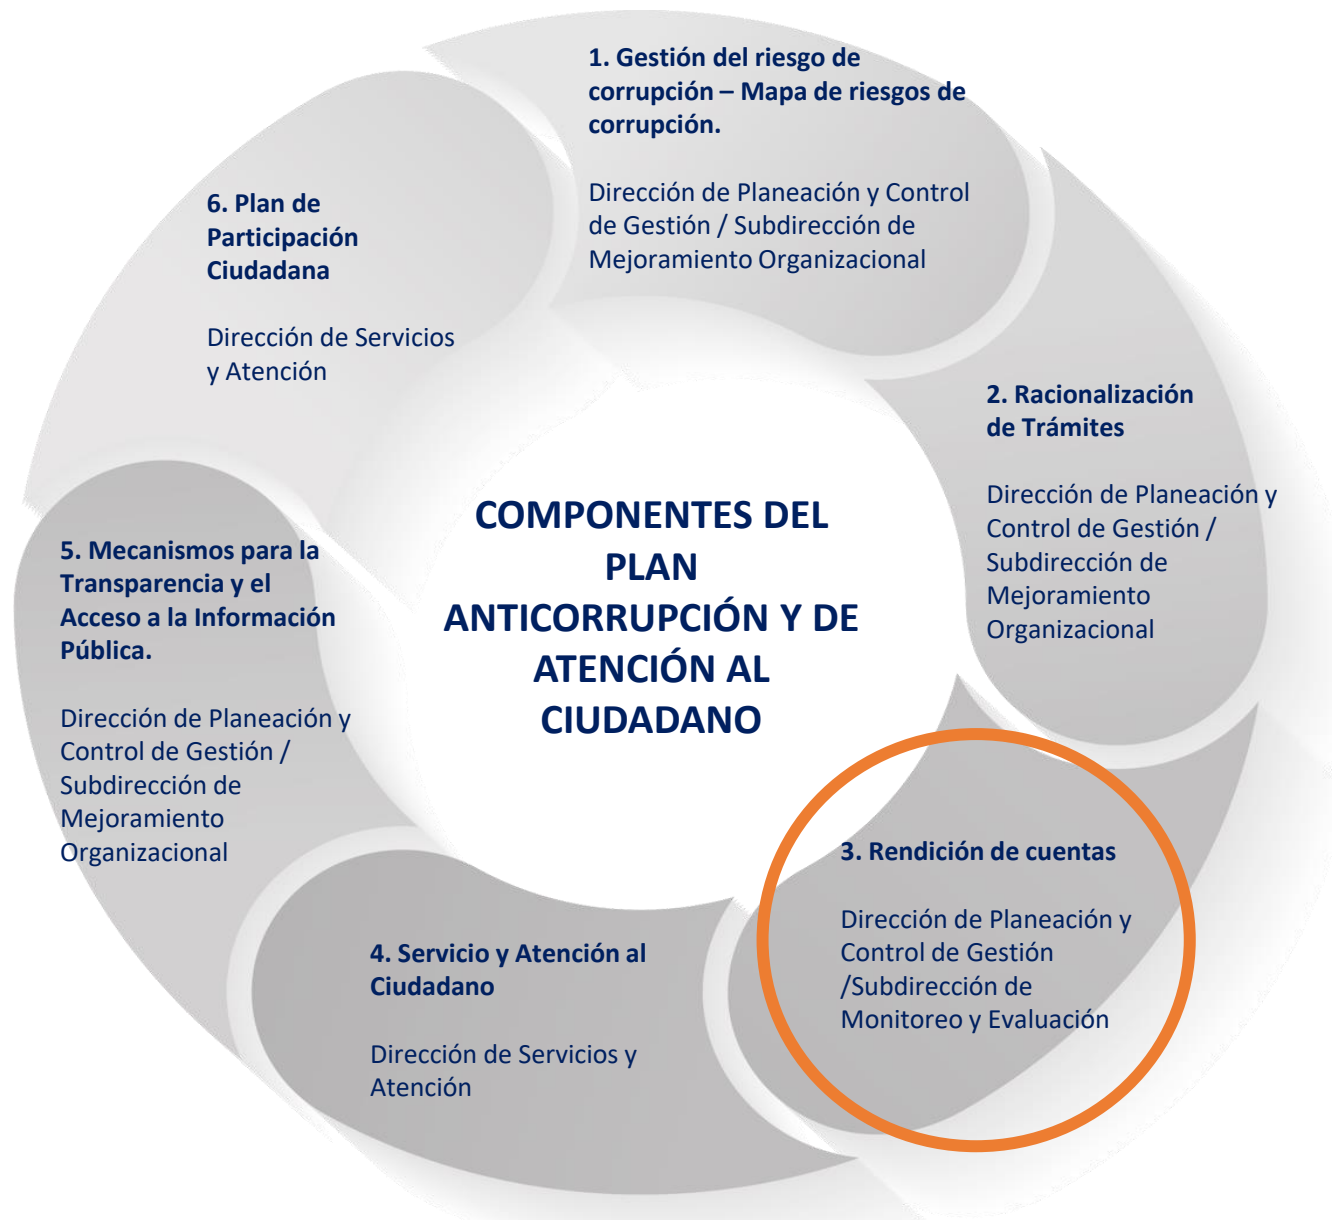 1. Gestión del riesgo de
corrupción – Mapa de riesgos de
corrupción.
Dirección de Planeación y Control
de Gestión / Subdirección de
Mejoramiento Organizacional
2. Racionalización
de Trámites
Dirección de Planeación y
Control de Gestión /
Subdirección de
Mejoramiento
Organizacional
3. Rendición de cuentas
Dirección de Planeación y
Control de Gestión
/Subdirección de
Monitoreo y Evaluación
4. Servicio y Atención al
Ciudadano
Dirección de Servicios y
Atención
5. Mecanismos para la
Transparencia y el
Acceso a la Información
Pública.
Dirección de Planeación y
Control de Gestión /
Subdirección de
Mejoramiento
Organizacional
6. Plan de
Participación
Ciudadana
Dirección de Servicios
y Atención
COMPONENTES DEL
PLAN
ANTICORRUPCIÓN Y DE
ATENCIÓN AL
CIUDADANO